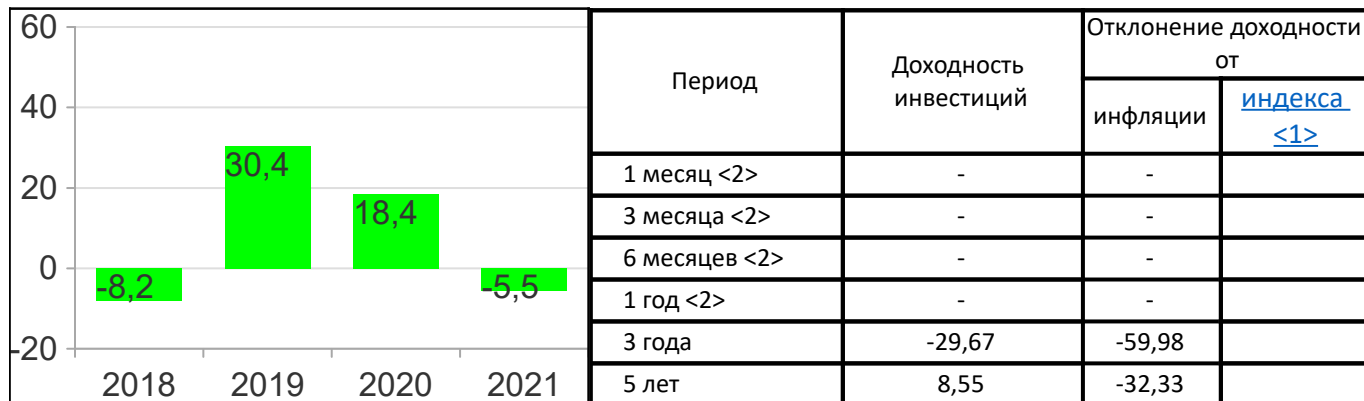 60
40
20
0
-20
30,4
18,4
-8,2
-5,5
2018 2019 2020 2021
Период
Доходность
инвестиций
Отклонение доходности
от
инфляции
индекса
<1>
1 месяц <2> - -
3 месяца <2> - -
6 месяцев <2> - -
1 год <2> - -
3 года -29,67 -59,98
5 лет 8,55 -32,33